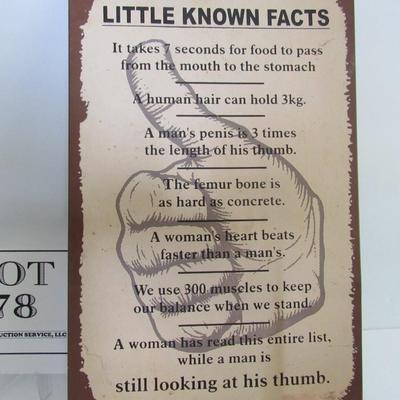 LITTLE KNOWN FACTS
It takes 7 seconds for food to pass
from the mouth to the stomach
A human hair can hold 3kg.
A man's penis is 3 times
the length of his thumb.
The femur bone is
as hard as concrete.
A woman's heart beats
faster than a man's.
We use 300 muscles to keep
our balance when we stand.
A woman has read this entire list,
while a man is
still looking at his thumb.
OT
78
UCTION SERVICE, LLC